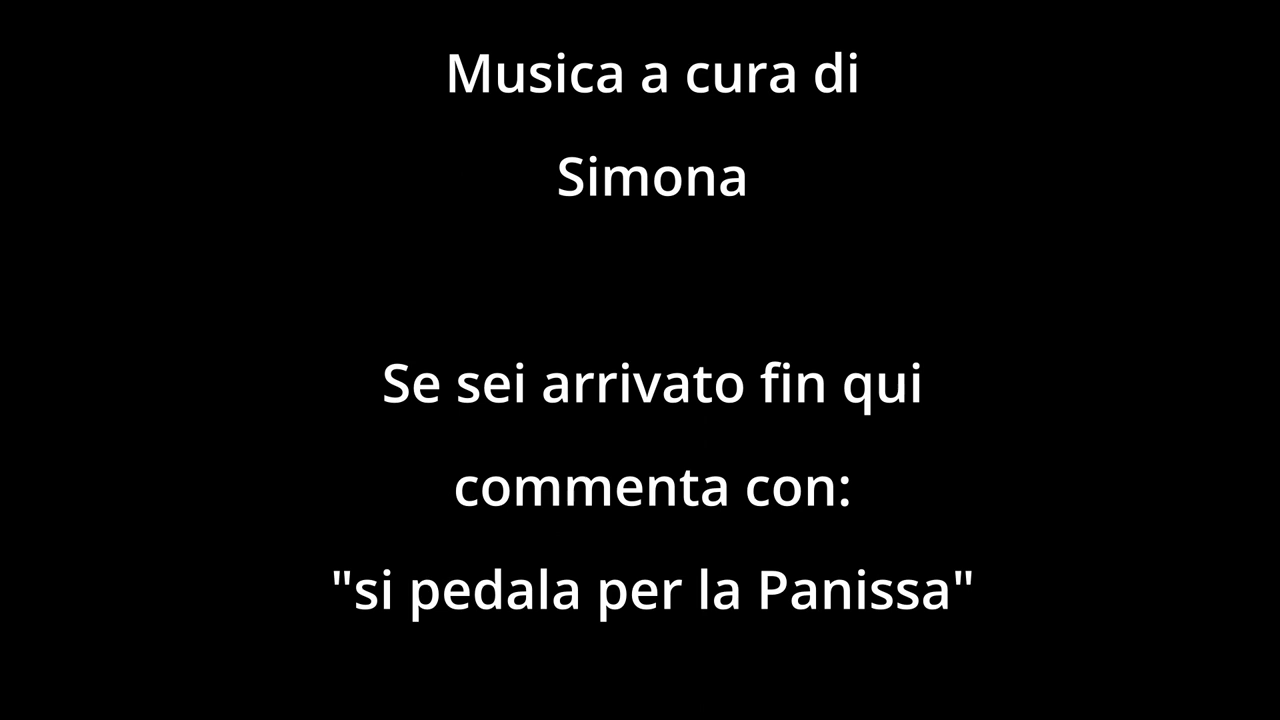 Musica a cura di
Simona
Se sei arrivato fin qui
commenta con:
"si pedala per la Panissa"